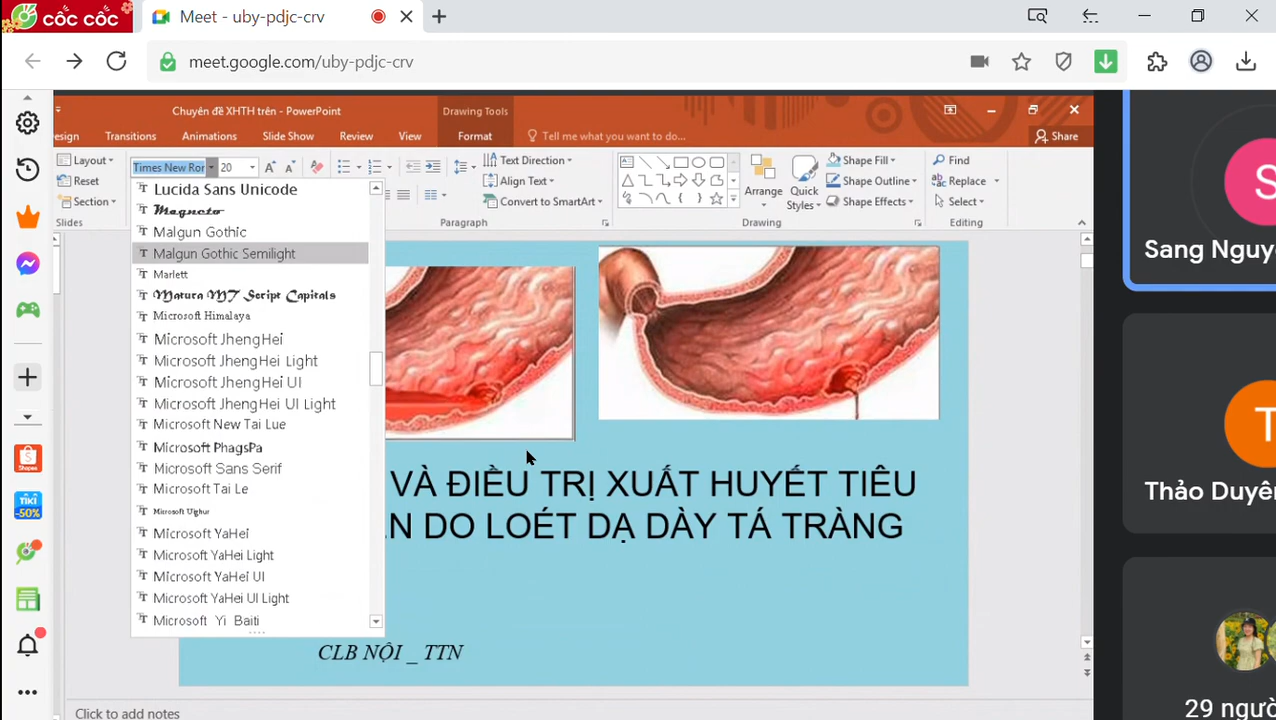 cốc cốc
Meet - uby-pdjc-crv
meet.google.com/uby-pdjc-crv
Chuyên đề XHTH trên - PowerPoint
Drawing Tools
esign Transitions Animations Slide Show Review View Format Tell me what you want to do... Share
Layout
Reset
Section
Slides
Times New Ror 20
Text Direction
Align Text
Convert to SmartArt
Paragraph
Arrange
Quick
Styles
Shape Fill
Shape Outline
Shape Effects
Drawing
Find
Replace
Select
Editing
Lucida Sans Unicode
Magneto
Malgun Gothic
Malgun Gothic Semilight
Marlett
Matura MT Script Capitals
Microsoft Himalaya
Microsoft JhengHei
Microsoft JhengHei Light
Microsoft JhengHei UI
Microsoft JhengHei UI Light
Microsoft New Tai Lue
Microsoft PhagsPa
Microsoft Sans Serif
Microsoft Tai Le
Microsoft Uighur
Microsoft YaHei
Microsoft YaHei Light
Microsoft YaHei UI
Microsoft YaHei UI Light
Microsoft Yi Baiti
VÀ ĐIỀU TRỊ XUẤT HUYẾT TIÊU
N DO LOÉT DẠ DÀY TÁ TRÀNG
CLB NỘI _ TTN
Click to add notes
Shopee
TIKI
-50%
S
Sang Nguy
T
Thảo Duyên
29 ngườ